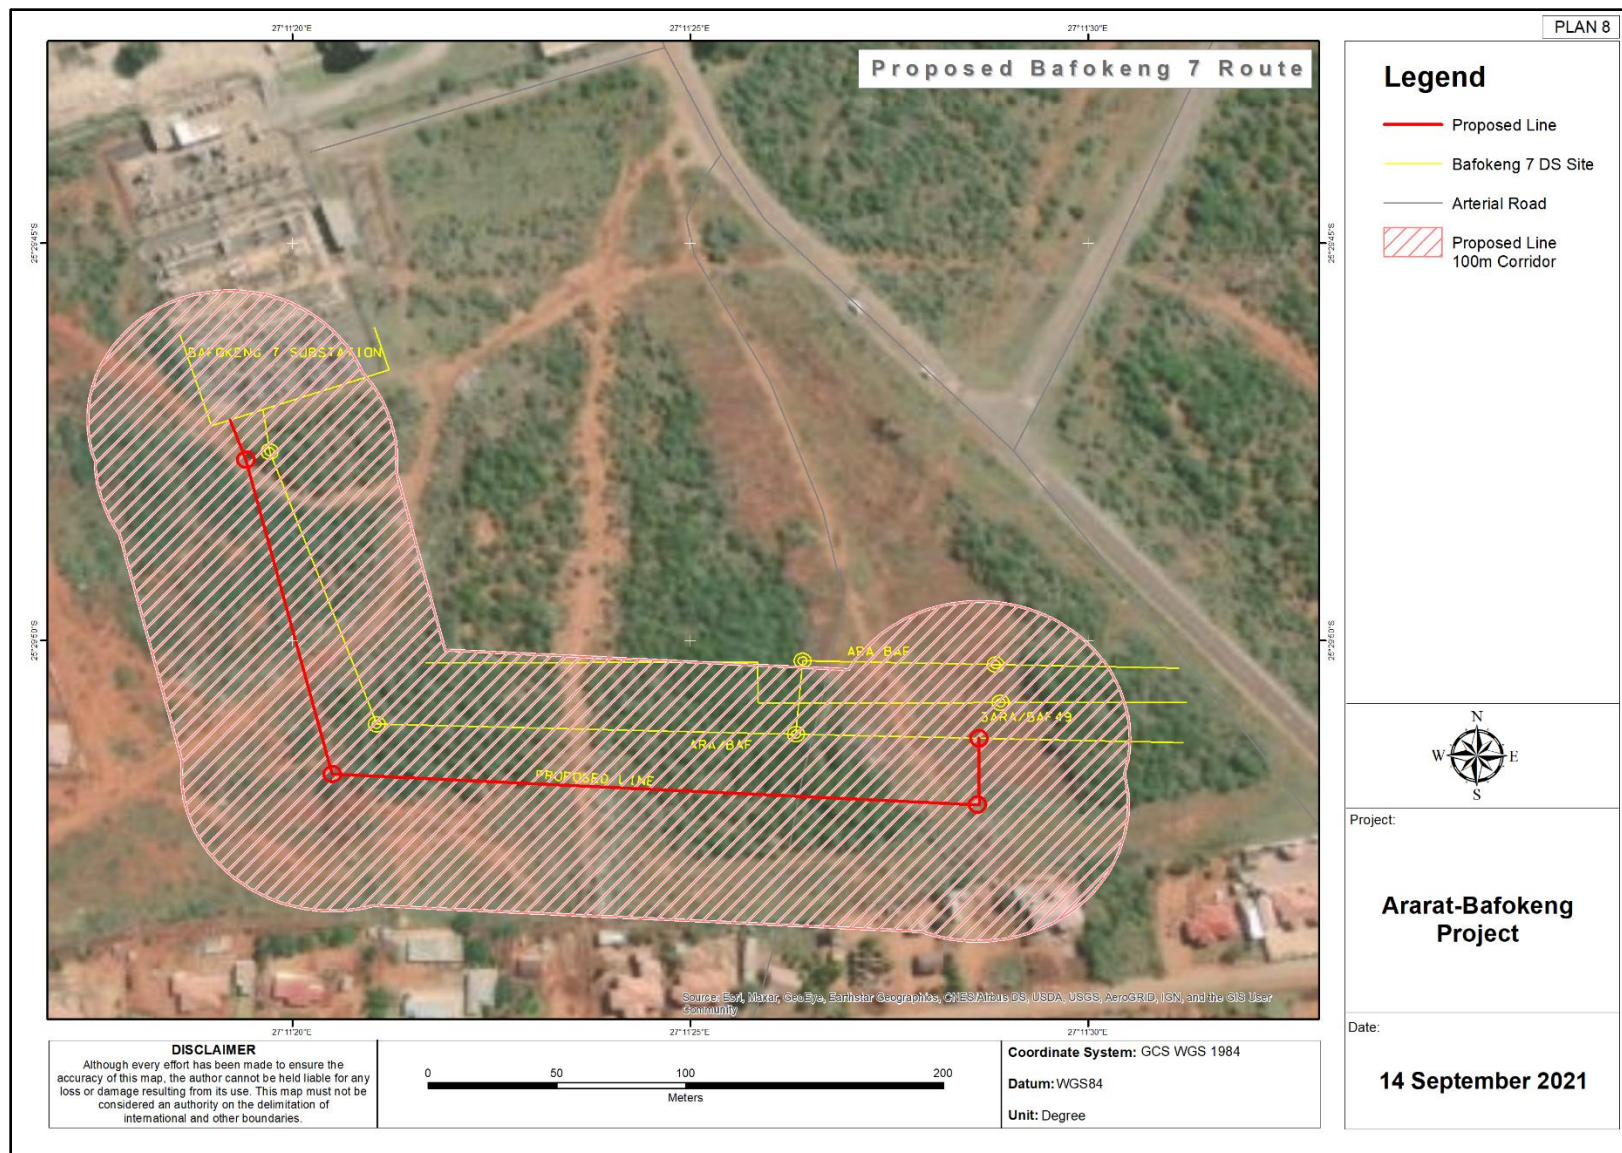 PLAN 8
27°11'20"E
27°11'25"E
27°11'30"E
Proposed Bafokeng 7 Route
Legend
Proposed Line
Bafokeng 7 DS Site
Arterial Road
Proposed Line
100m Corridor
25°29'45"S
25°29'45"S
BAFOKENG 7 SUBSTATION
25°29'50"S
25°29'50"S
ARA BAF
3ARA/BAF49
ARA/BAF
PROPOSED LINE
N
W
E
S
Project:
Ararat-Bafokeng
Project
Source: Esri, Maxar, GeoEye, Earthstar Geographics, CNES/Airbus DS, USDA, USGS, AeroGRID, IGN, and the GIS User
Community
27°11'20"E
27°11'25"E
27°11'30"E
Date:
14 September 2021
DISCLAIMER
Although every effort has been made to ensure the
accuracy of this map, the author cannot be held liable for any
loss or damage resulting from its use. This map must not be
considered an authority on the delimitation of
international and other boundaries.
0
50
100
200
Meters
Coordinate System: GCS WGS 1984
Datum: WGS84
Unit: Degree